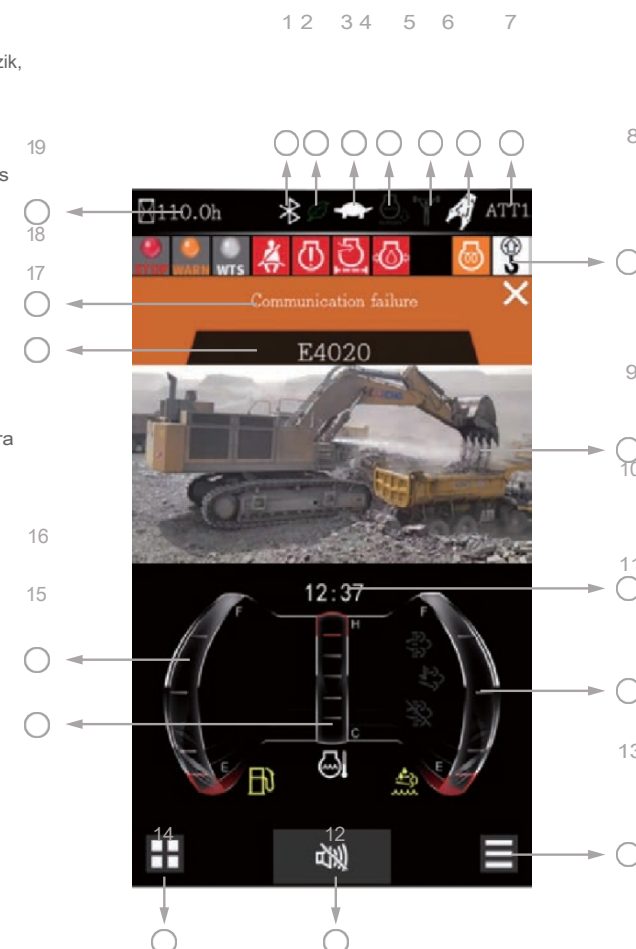 1 2 3 4 5 6 7
zik,
8
19
s
110.0h
ATT1
18
STOP WARN WTS
17
Communication failure
E4020
9
ra
10
16
11
12:37
15
F H F
C
E E
13
14 12